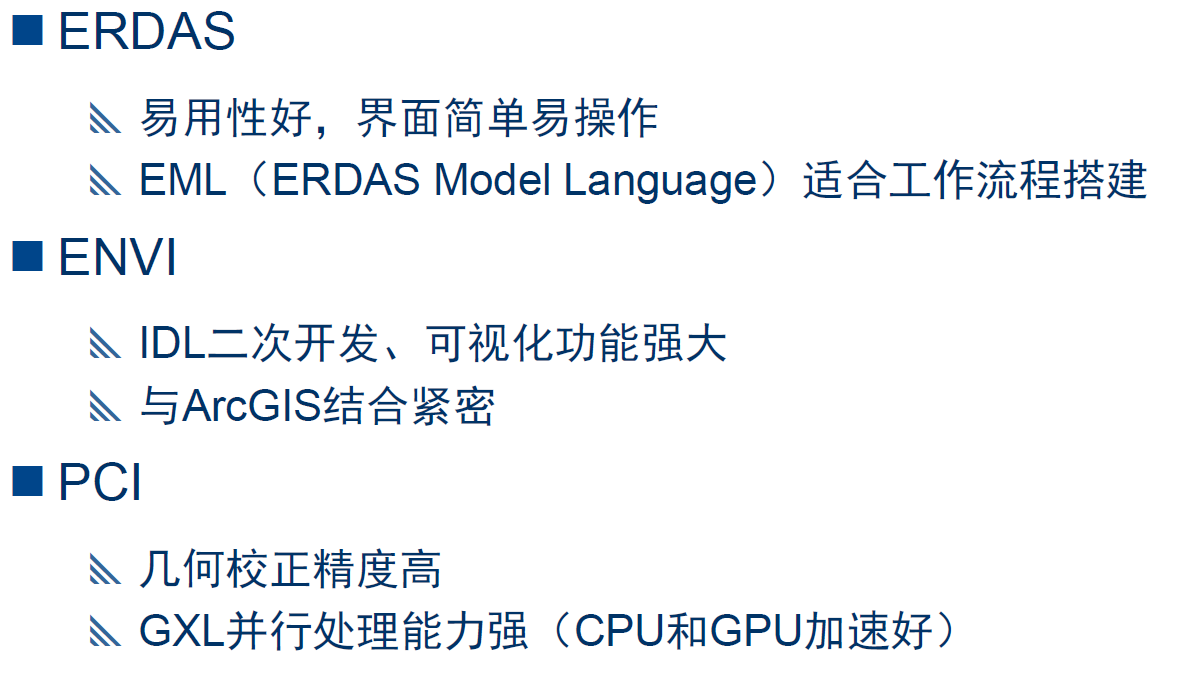 ERDAS
易用性好，界面简单易操作
EML（ERDAS Model Language）适合工作流程搭建
ENVI
IDL二次开发、可视化功能强大
与ArcGIS结合紧密
PCI
几何校正精度高
GXL并行处理能力强（CPU和GPU加速好）